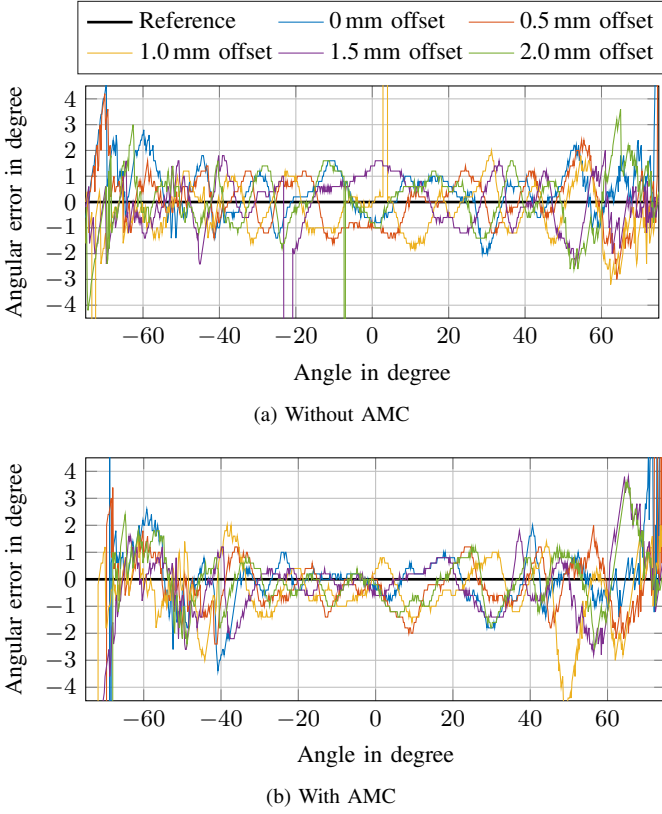 Reference 0 mm offset 0.5 mm offset
1.0 mm offset 1.5 mm offset 2.0 mm offset
Angular error in degree
4
3
2
1
0
−1
−2
−3
−4
−60 −40 −20 0 20 40 60
Angle in degree
(a) Without AMC
Angular error in degree
4
3
2
1
0
−1
−2
−3
−4
−60 −40 −20 0 20 40 60
Angle in degree
(b) With AMC